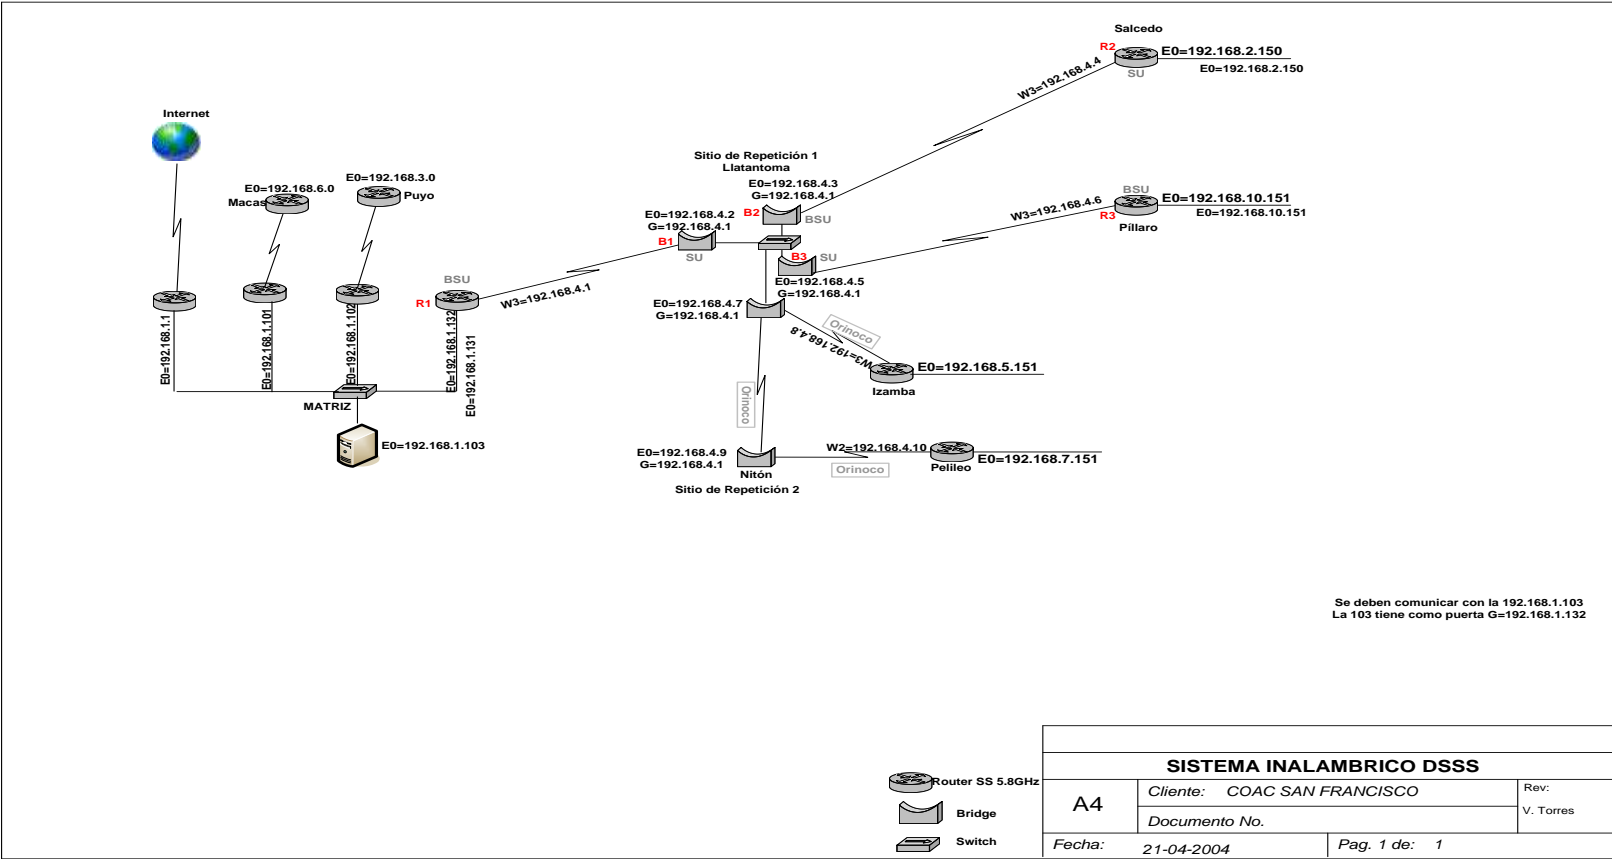 Salcedo
R2
E0=192.168.2.150
SU
E0=192.168.2.150
W3=192.168.4.4
Internet
Sitio de Repetición 1
Llatantoma
E0=192.168.6.0
Macas
E0=192.168.3.0
Puyo
E0=192.168.4.3
G=192.168.4.1
B2
BSU
E0=192.168.4.2
G=192.168.4.1
B1
SU
BSU
E0=192.168.10.151
R3
E0=192.168.10.151
Píllaro
W3=192.168.4.6
B3
SU
E0=192.168.4.5
G=192.168.4.1
BSU
R1
W3=192.168.4.1
E0=192.168.4.7
G=192.168.4.1
Orinoco
W3=192.168.4.8
E0=192.168.1.1
E0=192.168.1.101
E0=192.168.1.102
E0=192.168.1.132
E0=192.168.1.131
E0=192.168.5.151
Izamba
Orinoco
MATRIZ
E0=192.168.1.103
E0=192.168.4.9
G=192.168.4.1
Nitón
Sitio de Repetición 2
W2=192.168.4.10
Orinoco
Pelileo
E0=192.168.7.151
Se deben comunicar con la 192.168.1.103
La 103 tiene como puerta G=192.168.1.132
Router SS 5.8GHz
Bridge
Switch
SISTEMA INALAMBRICO DSSS
A4
Cliente: COAC SAN FRANCISCO
Rev:
V. Torres
Documento No.
Fecha: 21-04-2004
Pag. 1 de: 1